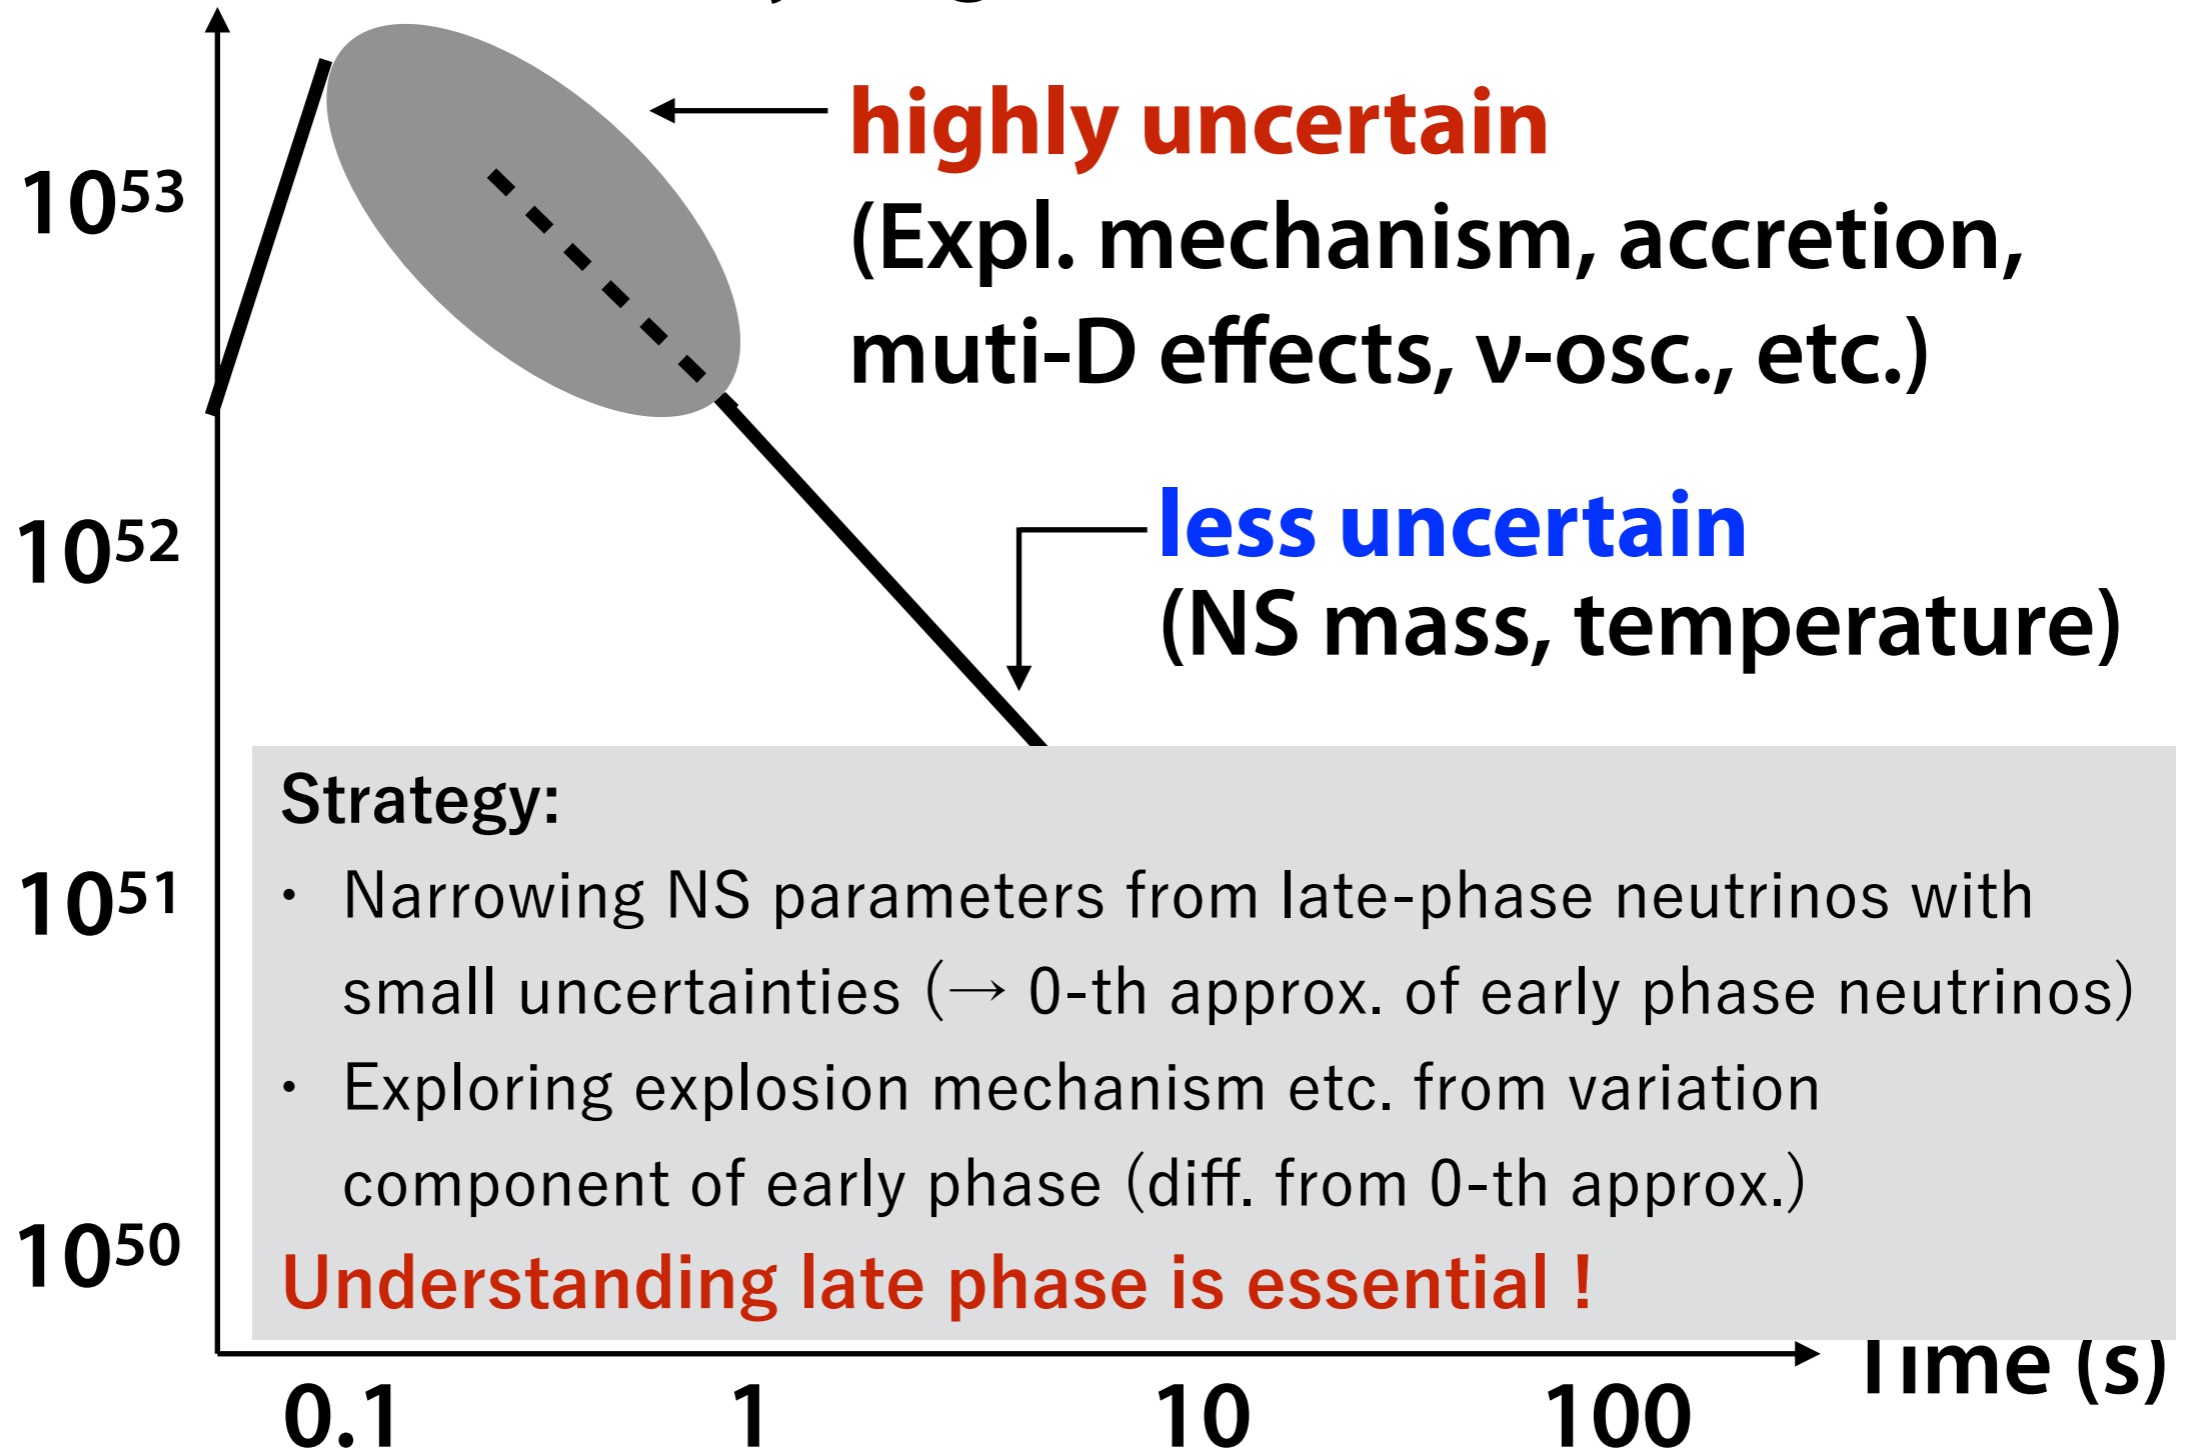 highly uncertain
(Expl. mechanism, accretion,
muti-D effects, ν-osc., etc.)
10⁵³
less uncertain
(NS mass, temperature)
10⁵²
Strategy:
・ Narrowing NS parameters from late-phase neutrinos with
small uncertainties (→ 0-th approx. of early phase neutrinos)
・ Exploring explosion mechanism etc. from variation
component of early phase (diff. from 0-th approx.)
Understanding late phase is essential !
10⁵¹
10⁵⁰
Time (s)
0.1 1 10 100